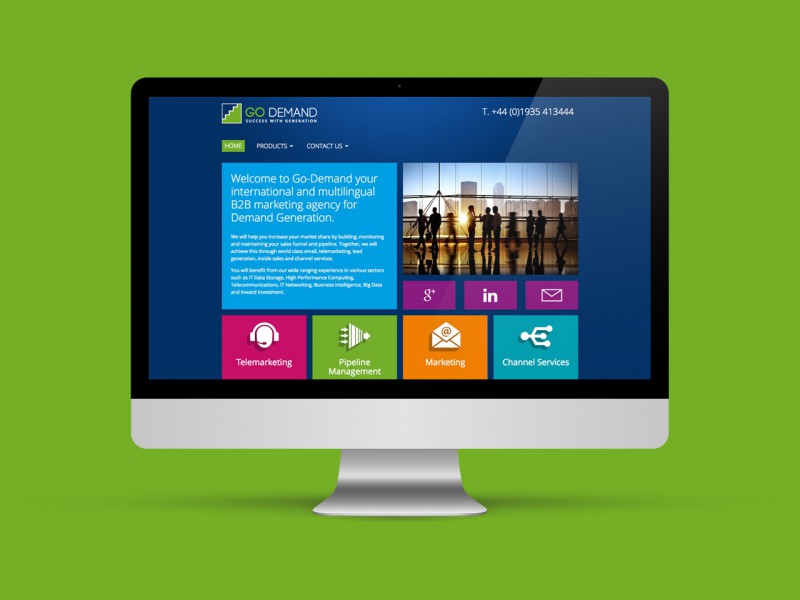 GO DEMAND
SUCCESS WITH GENERATION
T. +44 (0)1935 413444
HOME PRODUCTS CONTACT US
Welcome to Go-Demand your
international and multilingual
B2B marketing agency for
Demand Generation.
We will help you increase your market share by building, monitoring
and maintaining your sales funnel and pipeline. Together, we will
achieve this through world class email, telemarketing, lead
generation, inside sales and channel services.
You will benefit from our wide ranging experience in various sectors
such as IT Data Storage, High Performance Computing,
Telecommunications, IT Networking, Business Intelligence, Big Data
and Inward Investment.
g+ in
@
Telemarketing
Pipeline
Management
Marketing
Channel Services